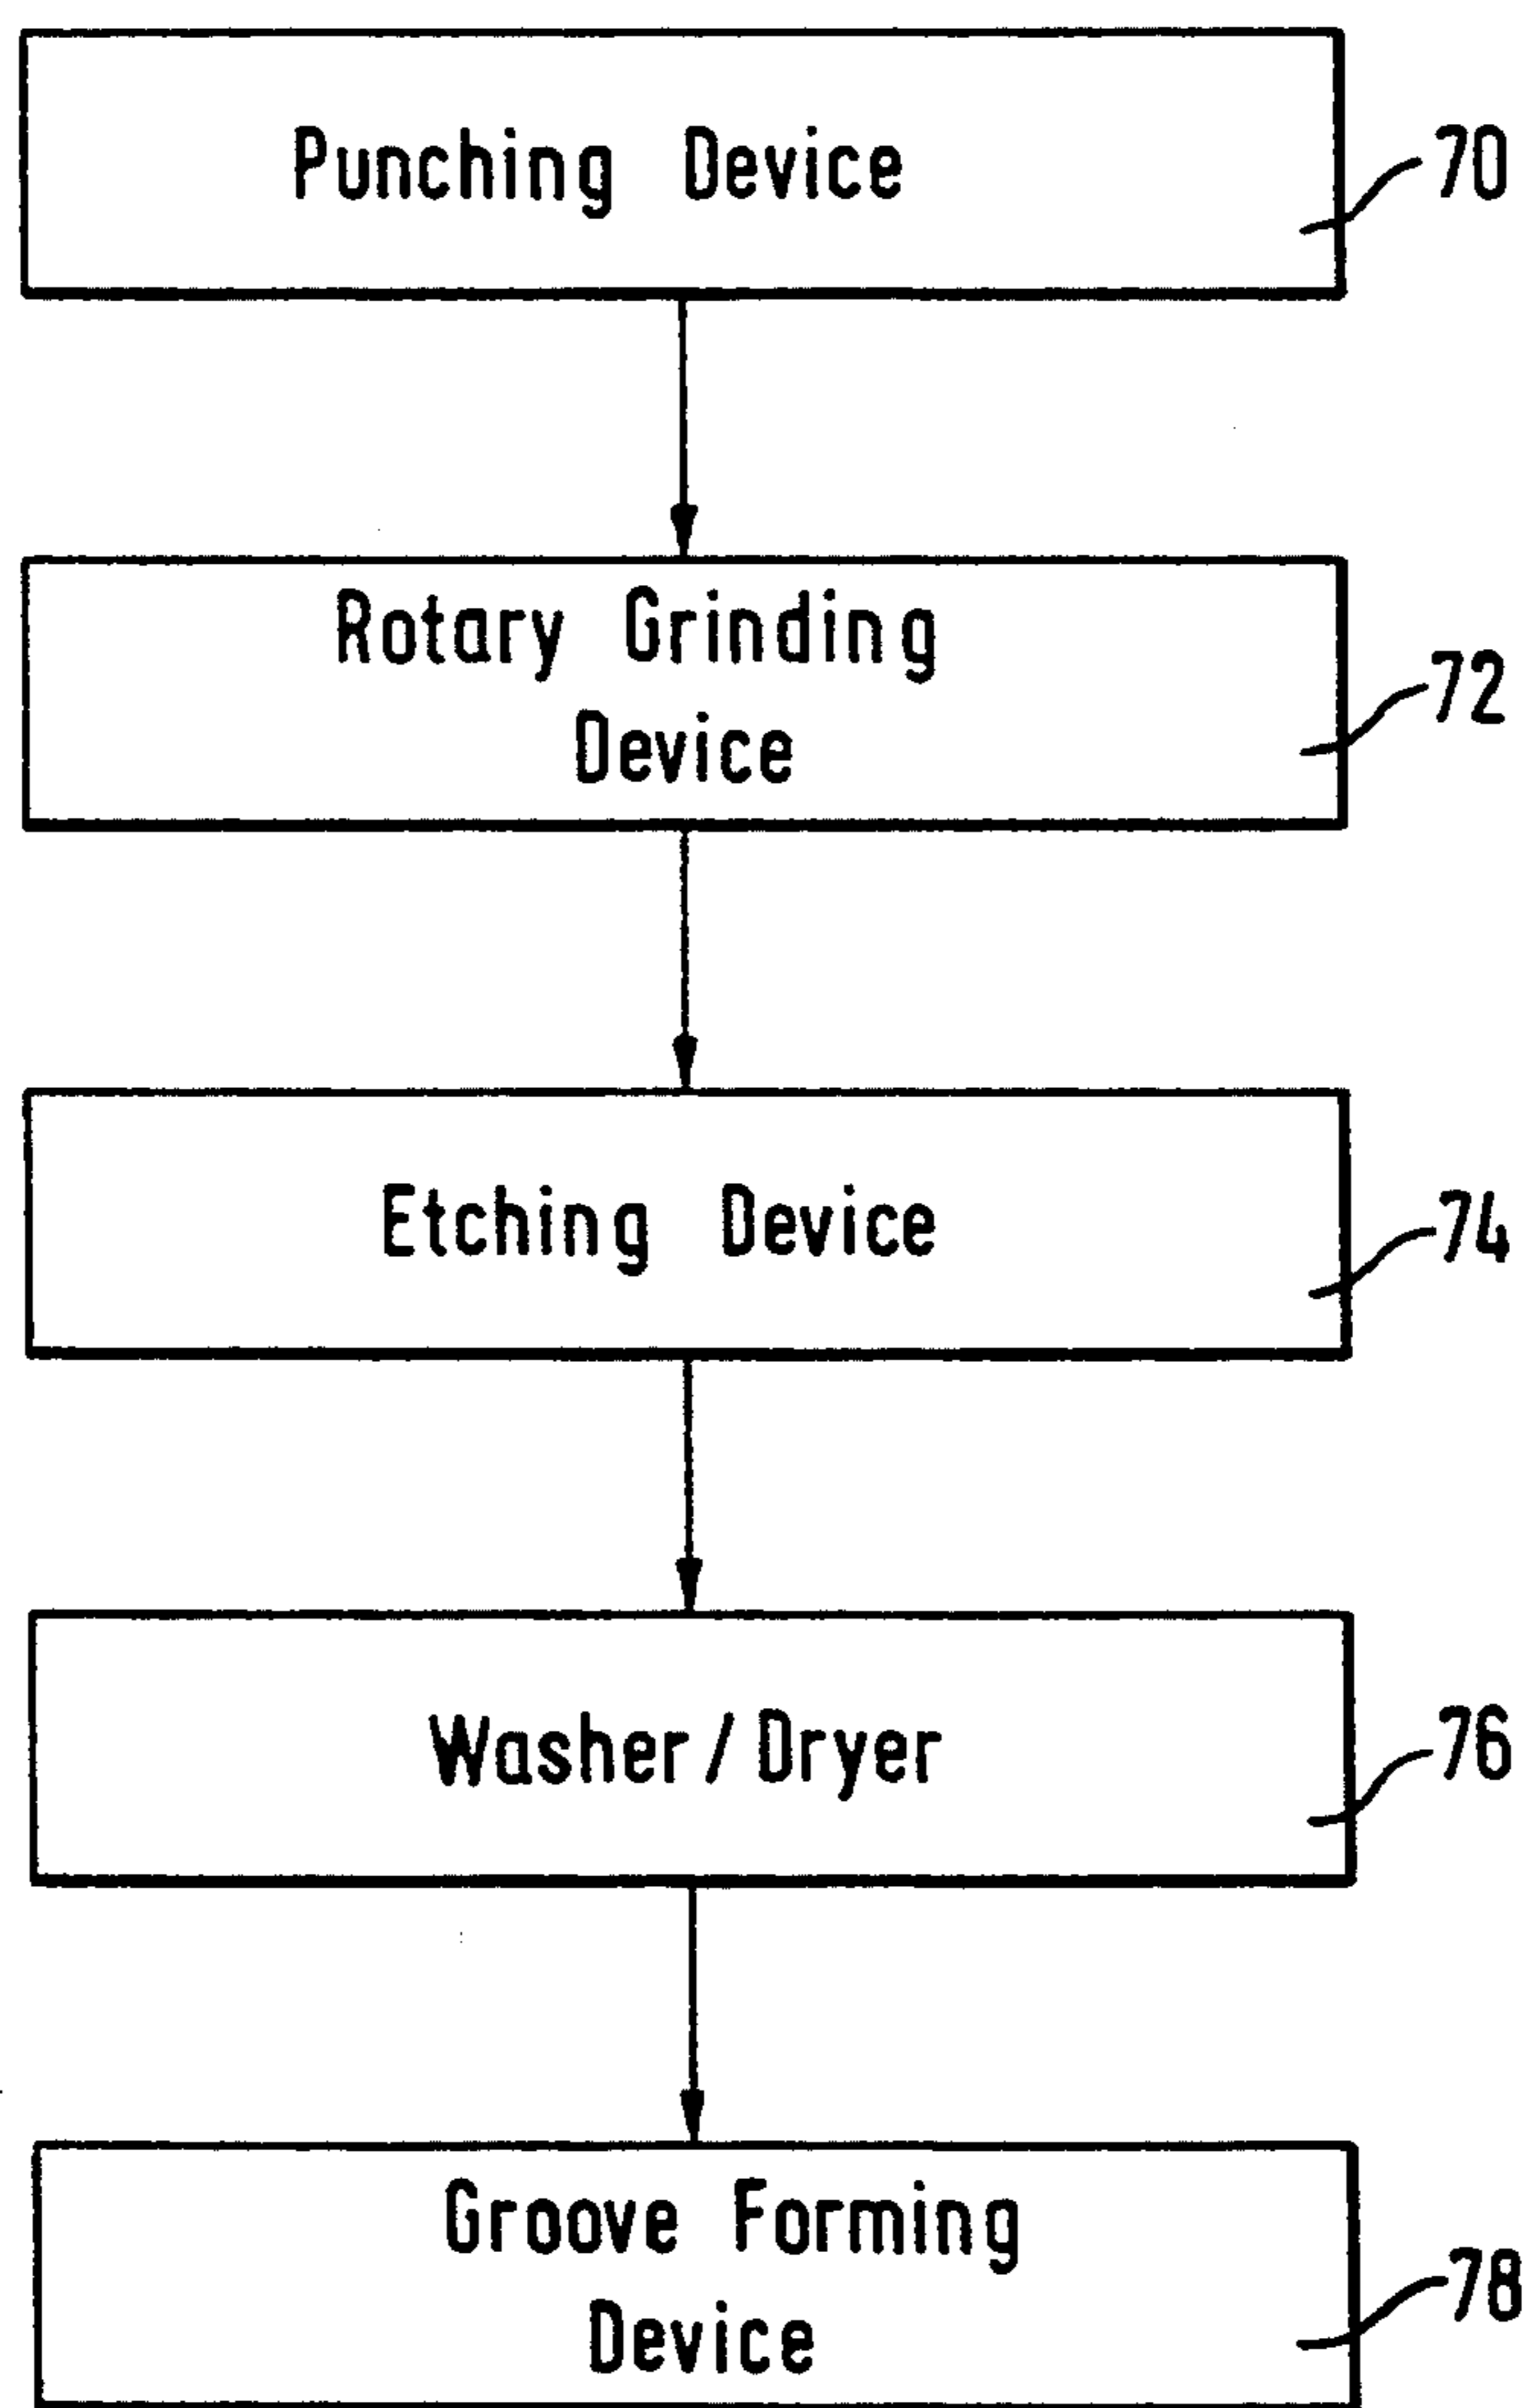 Punching Device
70
Rotary Grinding
Device
72
Etching Device
74
Washer/Dryer
76
Groove Forming
Device
78